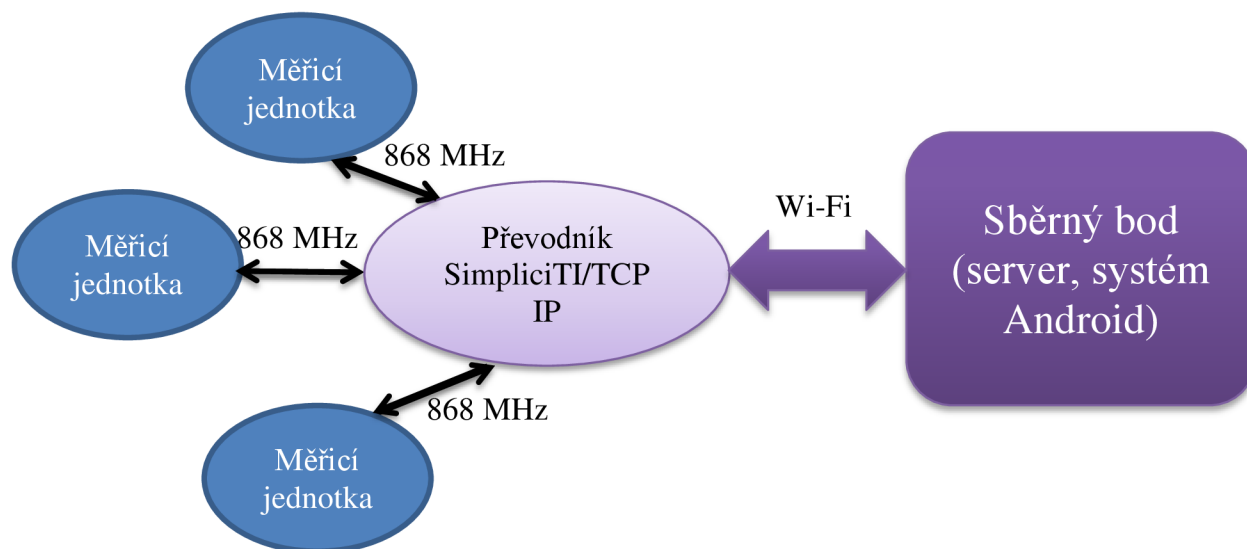 Měřicí
jednotka
868 MHz
Měřicí
jednotka
868 MHz
Převodník
SimpliciTI/TCP
IP
Wi-Fi
Sběrný bod
(server, systém
Android)
868 MHz
Měřicí
jednotka